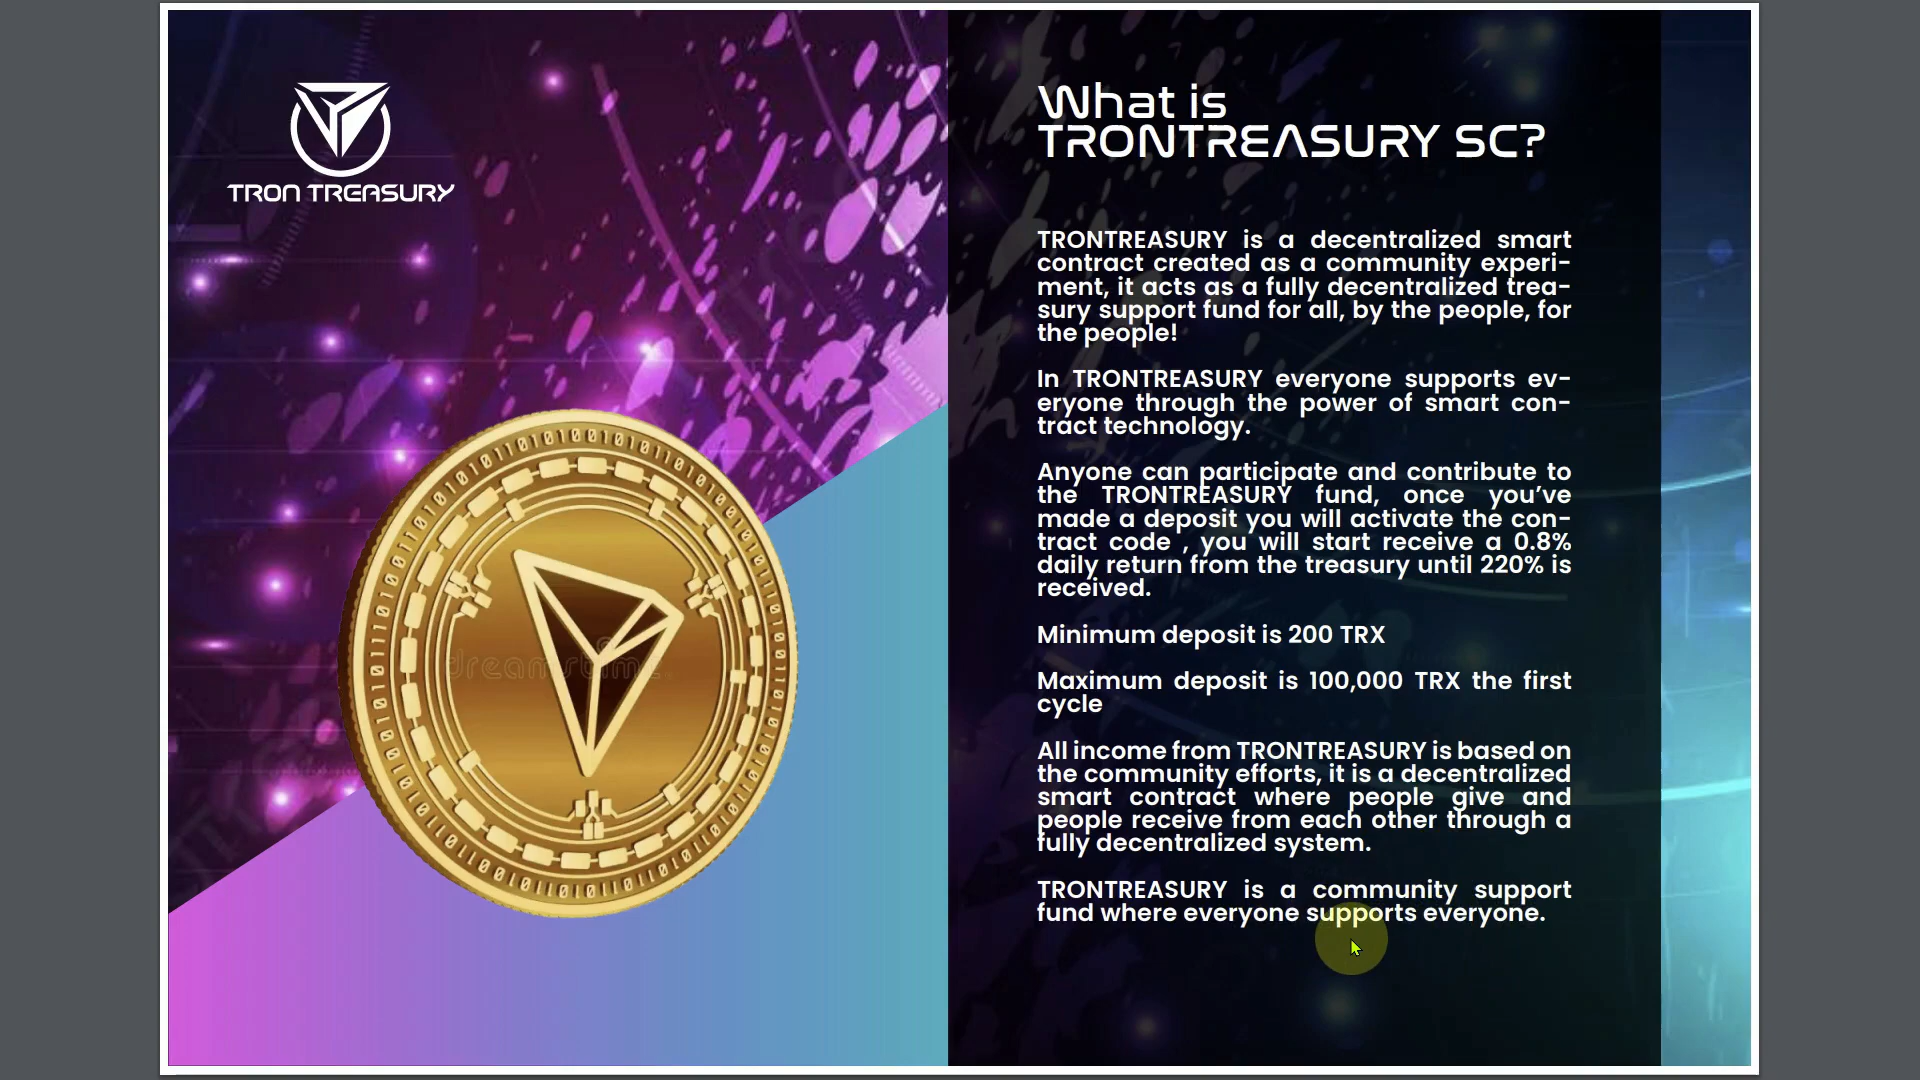 TRON TREASURY
dreamstime
What is
TRONTREASURY SC?
TRONTREASURY is a decentralized smart
contract created as a community experi-
ment, it acts as a fully decentralized trea-
sury support fund for all, by the people, for
the people!
In TRONTREASURY everyone supports ev-
eryone through the power of smart con-
tract technology.
Anyone can participate and contribute to
the TRONTREASURY fund, once you've
made a deposit you will activate the con-
tract code , you will start receive a 0.8%
daily return from the treasury until 220% is
received.
Minimum deposit is 200 TRX
Maximum deposit is 100,000 TRX the first
cycle
All income from TRONTREASURY is based on
the community efforts, it is a decentralized
smart contract where people give and
people receive from each other through a
fully decentralized system.
TRONTREASURY is a community support
fund where everyone supports everyone.